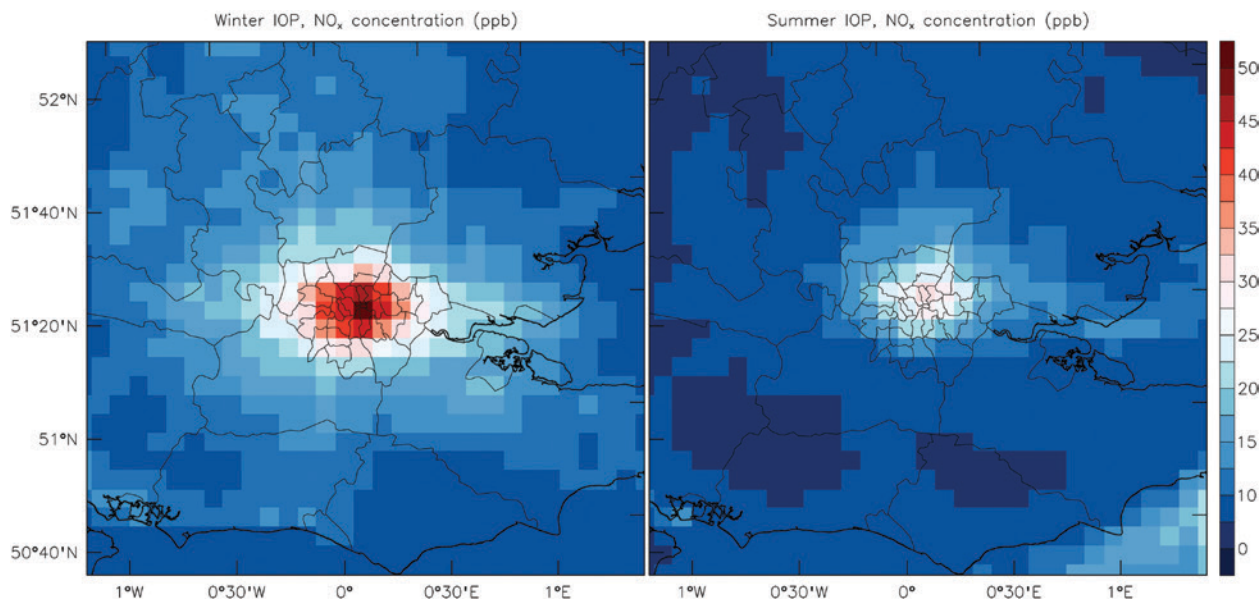 Winter IOP, NOx concentration (ppb)
Summer IOP, NOx concentration (ppb)
52°N
51°40'N
51°20'N
51°N
50°40'N
1°W
0°30'W
0°
0°30'E
1°E
1°W
0°30'W
0°
0°30'E
1°E
50
45
40
35
30
25
20
15
10
0